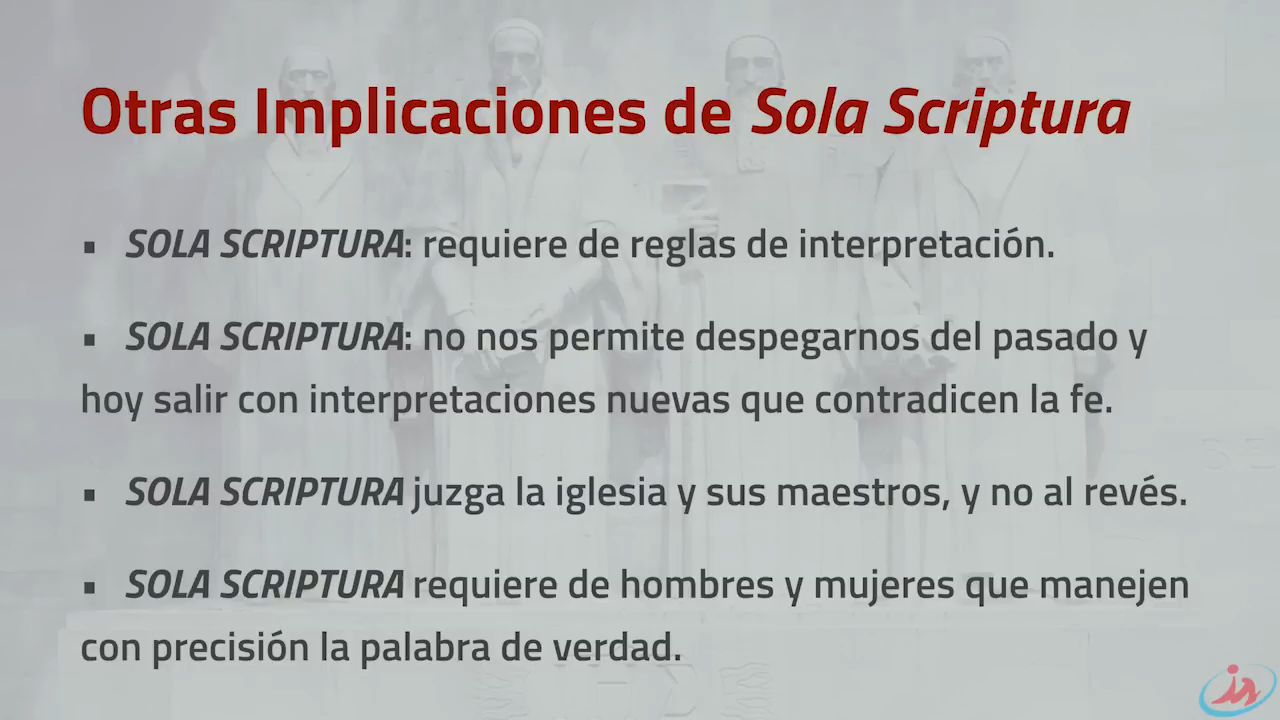 Otras Implicaciones de Sola Scriptura
▪ SOLA SCRIPTURA: requiere de reglas de interpretación.
▪ SOLA SCRIPTURA: no nos permite despegarnos del pasado y
hoy salir con interpretaciones nuevas que contradicen la fe.
▪ SOLA SCRIPTURA juzga la iglesia y sus maestros, y no al revés.
▪ SOLA SCRIPTURA requiere de hombres y mujeres que manejen
con precisión la palabra de verdad.